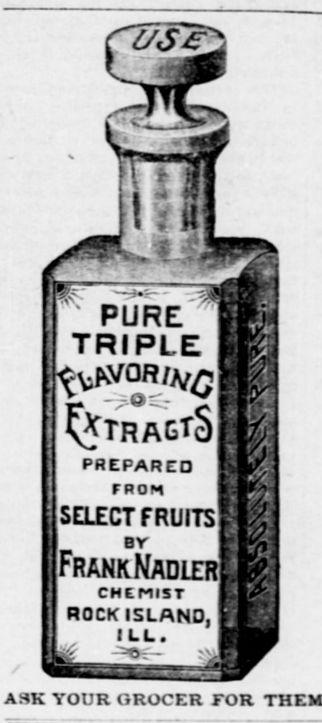 USE
PURE
TRIPLE
FLAVORING
EXTRACTS
PREPARED
FROM
SELECT FRUITS
BY
FRANK NADLER
CHEMIST
ROCK ISLAND,
ILL.
ABSOLUTELY PURE.
ASK YOUR GROCER FOR THEM